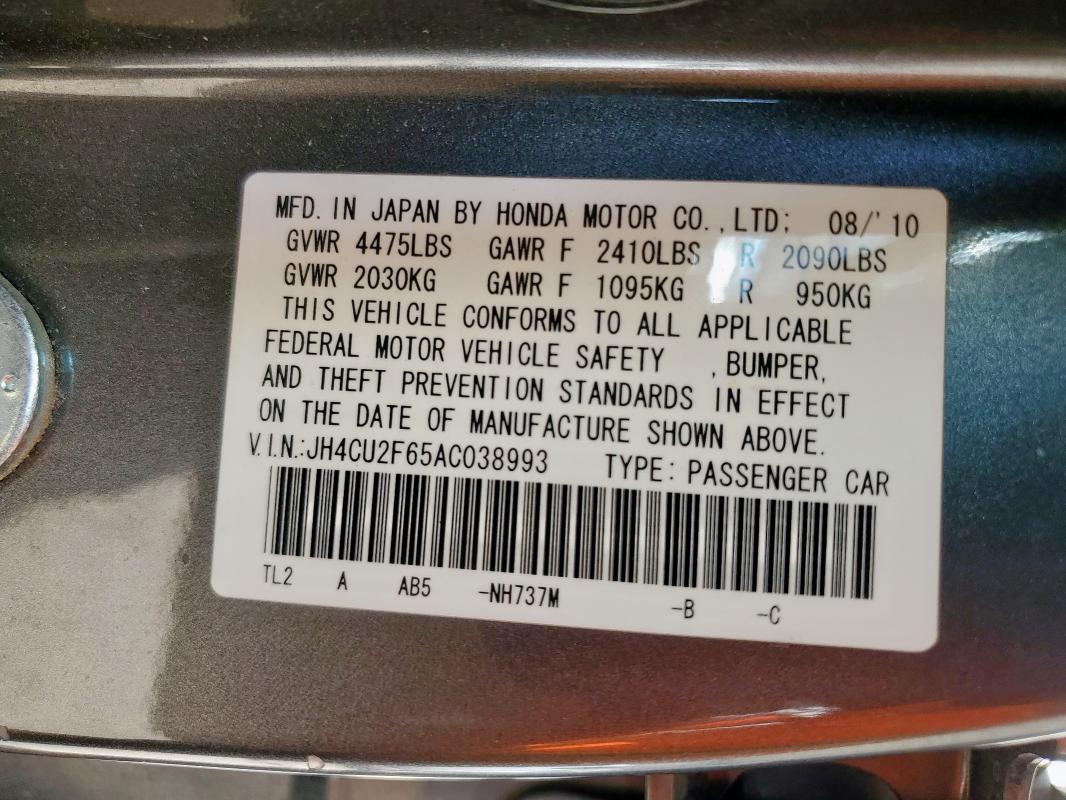 MFD. IN JAPAN BY HONDA MOTOR CO., LTD; 08/'10
GVWR 4475LBS GAWR F 2410LBS R 2090LBS
GVWR 2030KG GAWR F 1095KG R 950KG
THIS VEHICLE CONFORMS TO ALL APPLICABLE
FEDERAL MOTOR VEHICLE SAFETY , BUMPER,
AND THEFT PREVENTION STANDARDS IN EFFECT
ON THE DATE OF MANUFACTURE SHOWN ABOVE.
V.I.N.:JH4CU2F65AC038993 TYPE: PASSENGER CAR
TL2 A AB5 -NH737M -B -C